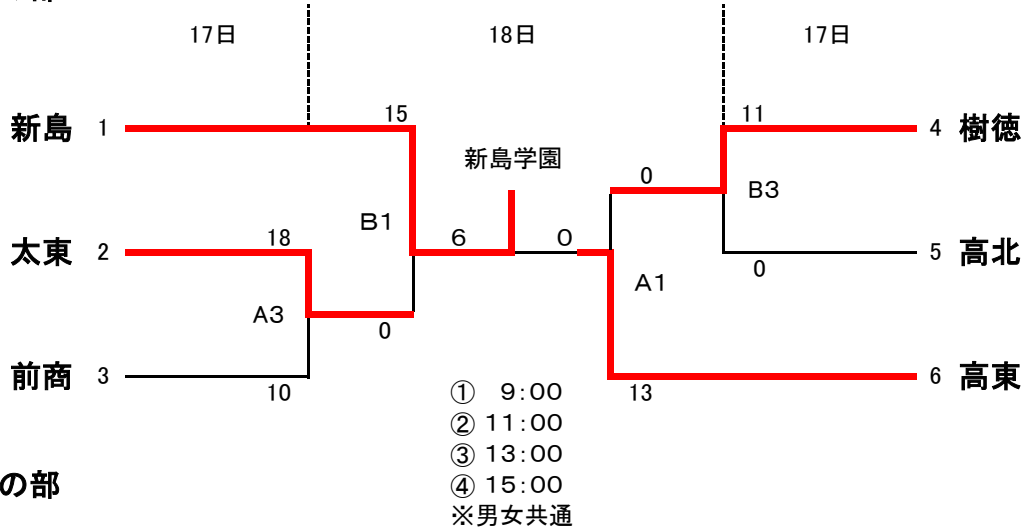 17日 18日 17日
15 11
新島 1 4 樹徳
新島学園
0
B3
B1
18 6 0
太東 2 5 高北
0
A1
A3
0
前商 3 6 高東
10 13
① 9:00
② 11:00
③ 13:00
④ 15:00
の部
※男女共通